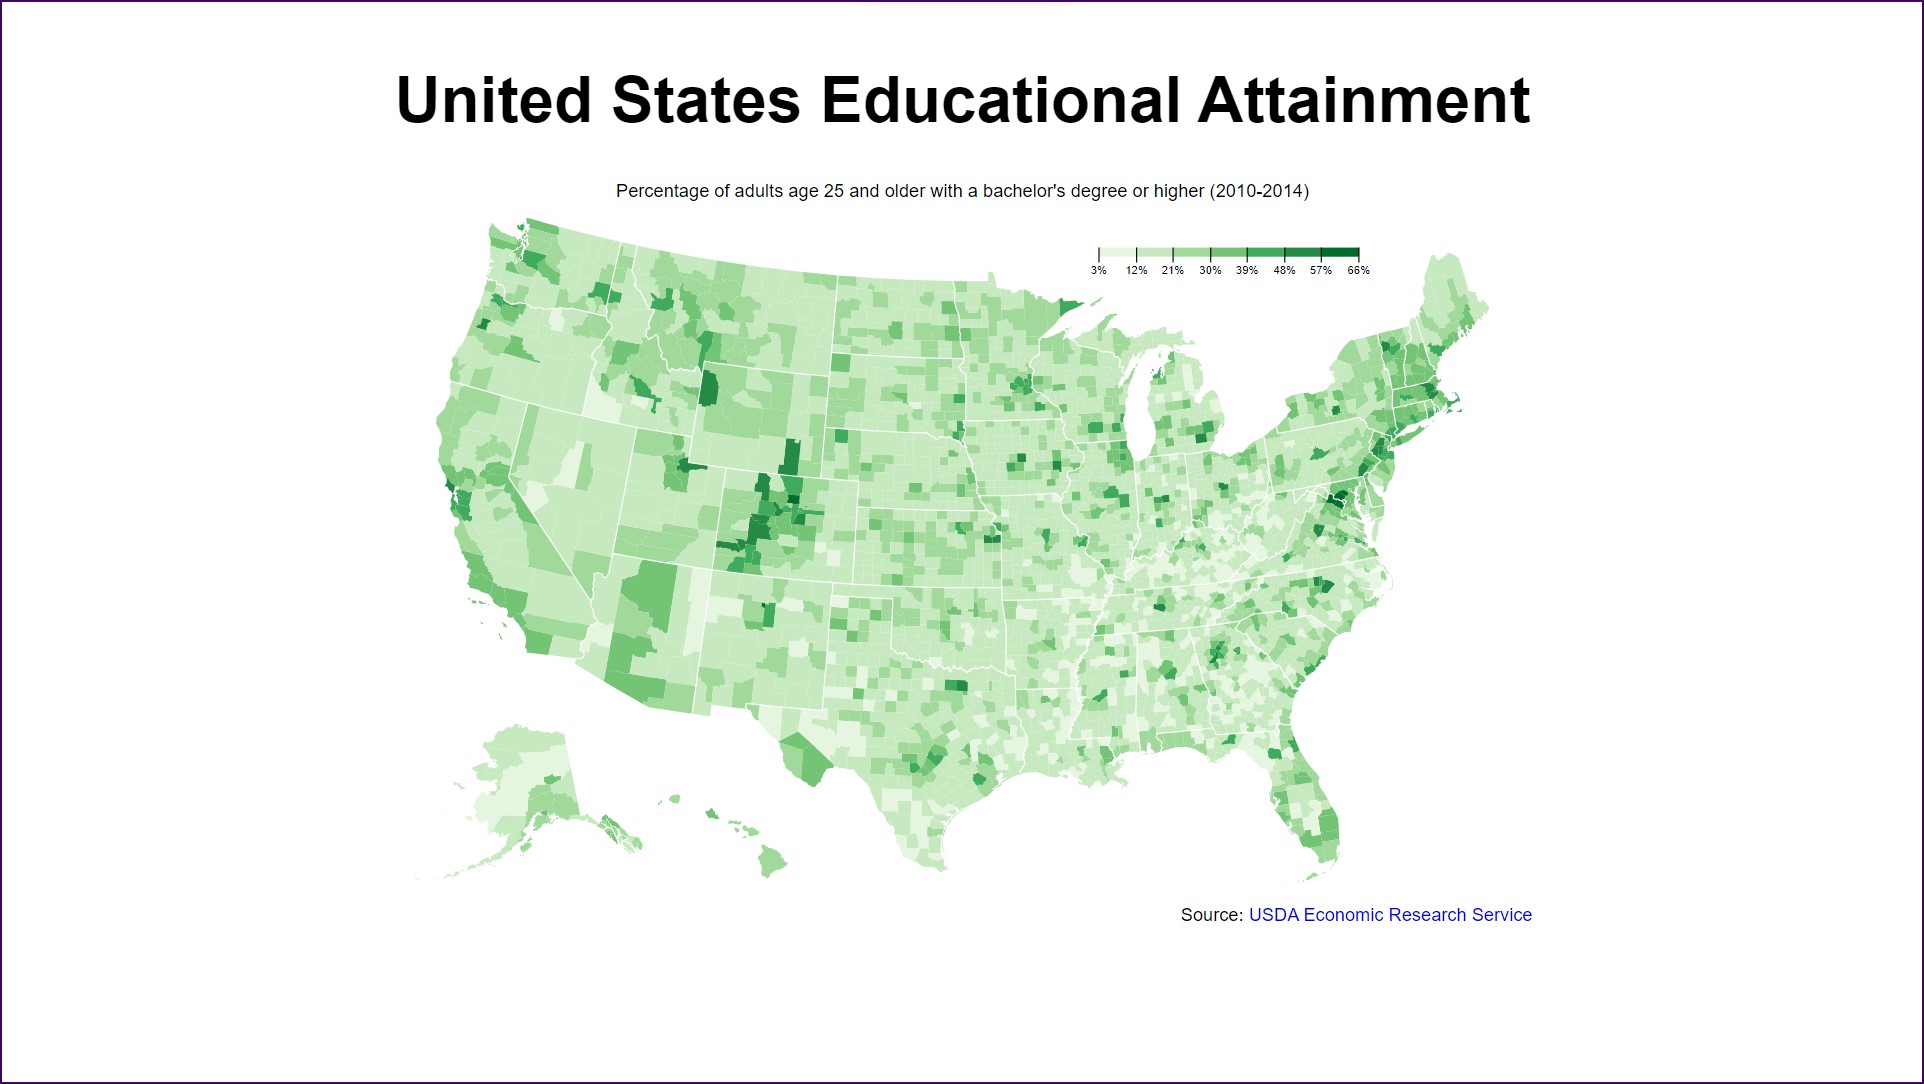 United States Educational Attainment
Percentage of adults age 25 and older with a bachelor's degree or higher (2010-2014)
3% 12% 21% 30% 39% 48% 57% 66%
Source: USDA Economic Research Service